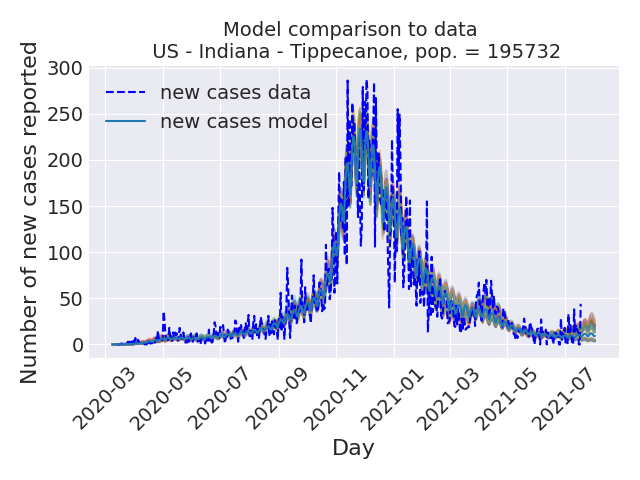 Model comparison to data
US - Indiana - Tippecanoe, pop. = 195732
Number of new cases reported
300
250
200
150
100
50
0
new cases data
new cases model
2020-03
2020-05
2020-07
2020-09
2020-11
2021-01
2021-03
2021-05
2021-07
Day